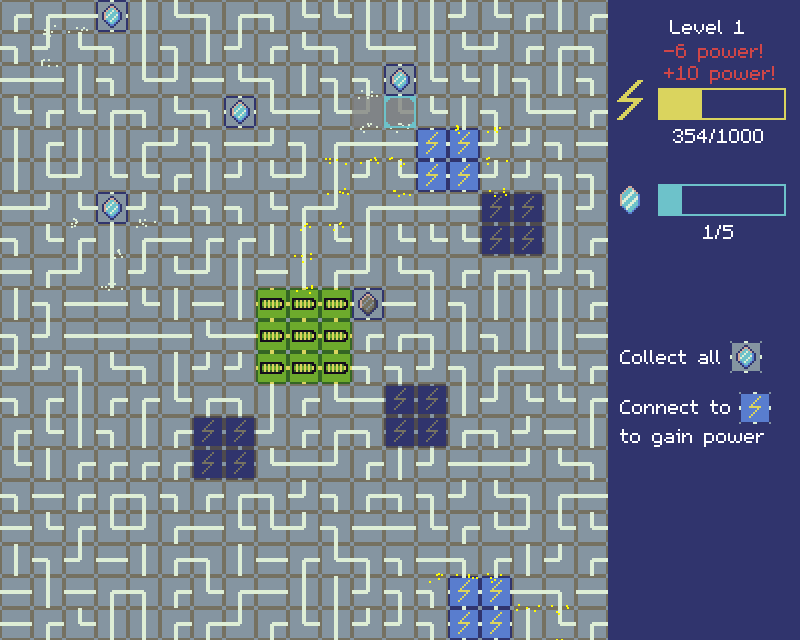 Level 1
-6 power!
+10 power!
354/1000
1/5
Collect all
Connect to
to gain power